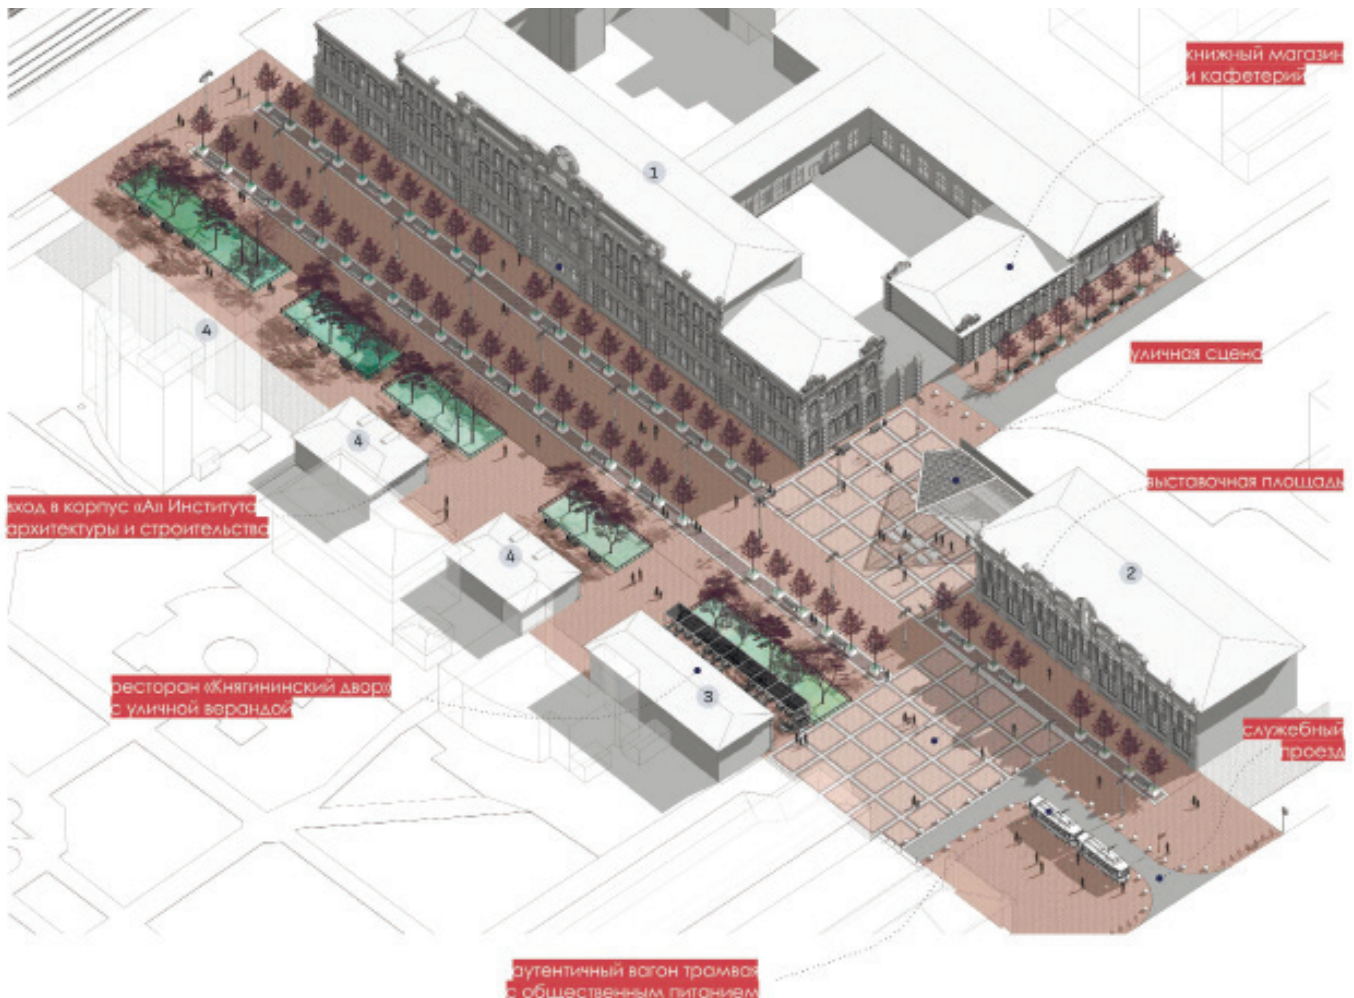 книжный магазин
и кафетерий
1
уличная сцена
4
выставочная площадь
4
вход в корпус «А» Института
архитектуры и строительства
4
2
ресторан «Княгининский двор»
с уличной верандой
3
служебный
проезд
аутентичный вагон трамвая
с общественным питанием